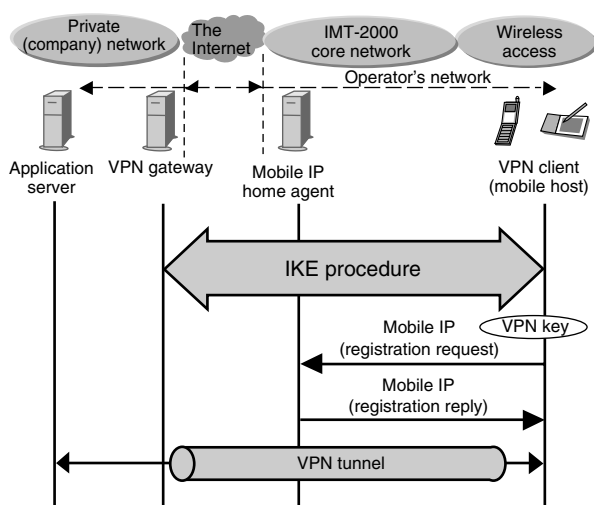 Private
(company) network
The
Internet
IMT-2000
core network
Wireless
access
Operator's network
Application
server
VPN gateway
Mobile IP
home agent
VPN client
(mobile host)
IKE procedure
VPN key
Mobile IP
(registration request)
Mobile IP
(registration reply)
VPN tunnel